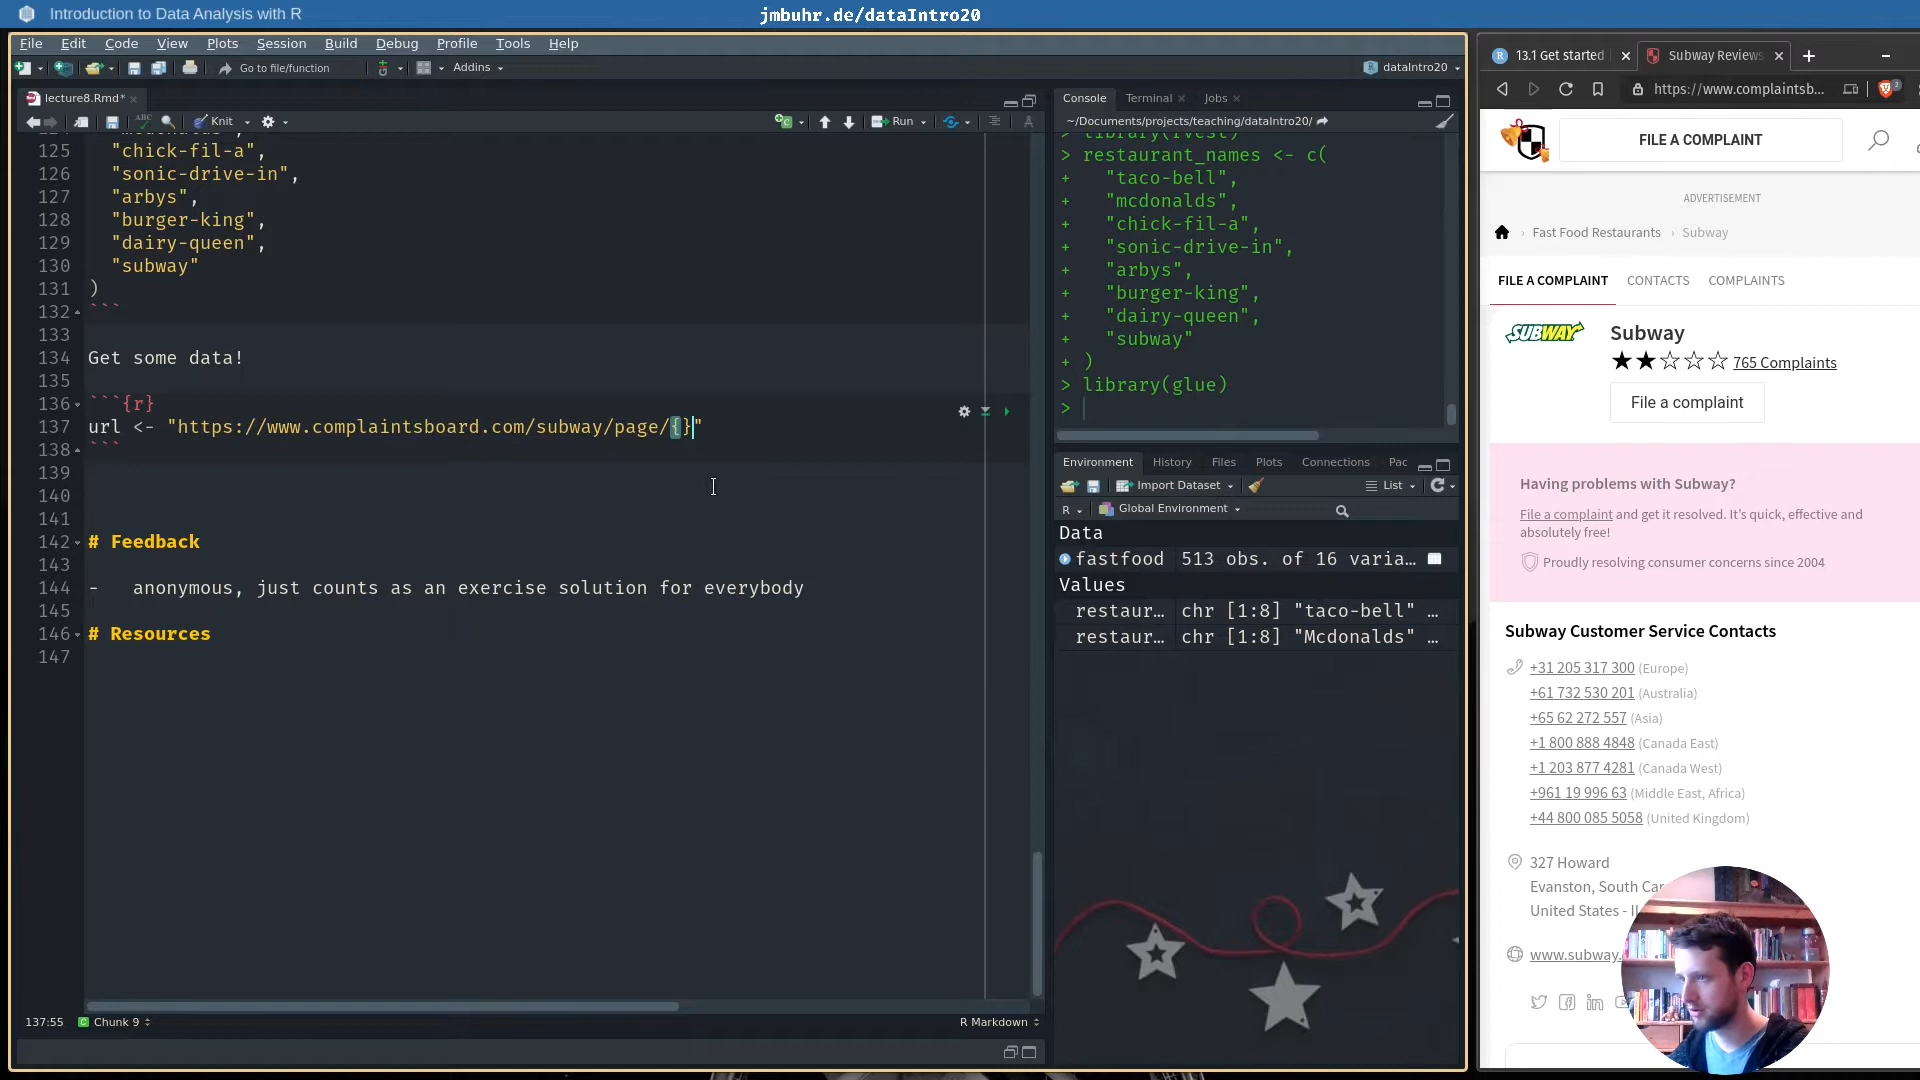 Introduction to Data Analysis with R
jmbuhr.de/dataIntro20
File Edit Code View Plots Session Build Debug Profile Tools Help
Go to file/function
Addins
dataIntro20
lecture8.Rmd*
Knit
Run
125 "chick-fil-a",
126 "sonic-drive-in",
127 "arbys",
128 "burger-king",
129 "dairy-queen",
130 "subway"
131 )
132 ```
133
134 Get some data!
135
136 ```{r}
137 url <- "https://www.complaintsboard.com/subway/page/{}"
138 ```
139
140
141
142 # Feedback
143
144 - anonymous, just counts as an exercise solution for everybody
145
146 # Resources
147
137:55 Chunk 9
R Markdown
Console Terminal Jobs
~/Documents/projects/teaching/dataIntro20/
> library(rvest)
> restaurant_names <- c(
+ "taco-bell",
+ "mcdonalds",
+ "chick-fil-a",
+ "sonic-drive-in",
+ "arbys",
+ "burger-king",
+ "dairy-queen",
+ "subway"
+ )
> library(glue)
>
Environment History Files Plots Connections Pac
Import Dataset
List
R
Global Environment
Data
fastfood 513 obs. of 16 varia…
Values
restaur… chr [1:8] "taco-bell" …
restaur… chr [1:8] "Mcdonalds" …
13.1 Get started
Subway Reviews
https://www.complaintsb...
FILE A COMPLAINT
ADVERTISEMENT
Fast Food Restaurants
Subway
FILE A COMPLAINT CONTACTS COMPLAINTS
SUBWAY
Subway
765 Complaints
File a complaint
Having problems with Subway?
File a complaint and get it resolved. It's quick, effective and
absolutely free!
Proudly resolving consumer concerns since 2004
Subway Customer Service Contacts
+31 205 317 300 (Europe)
+61 732 530 201 (Australia)
+65 62 272 557 (Asia)
+1 800 888 4848 (Canada East)
+1 203 877 4281 (Canada West)
+961 19 996 63 (Middle East, Africa)
+44 800 085 5058 (United Kingdom)
327 Howard
Evanston, South Car
United States -
www.subway.